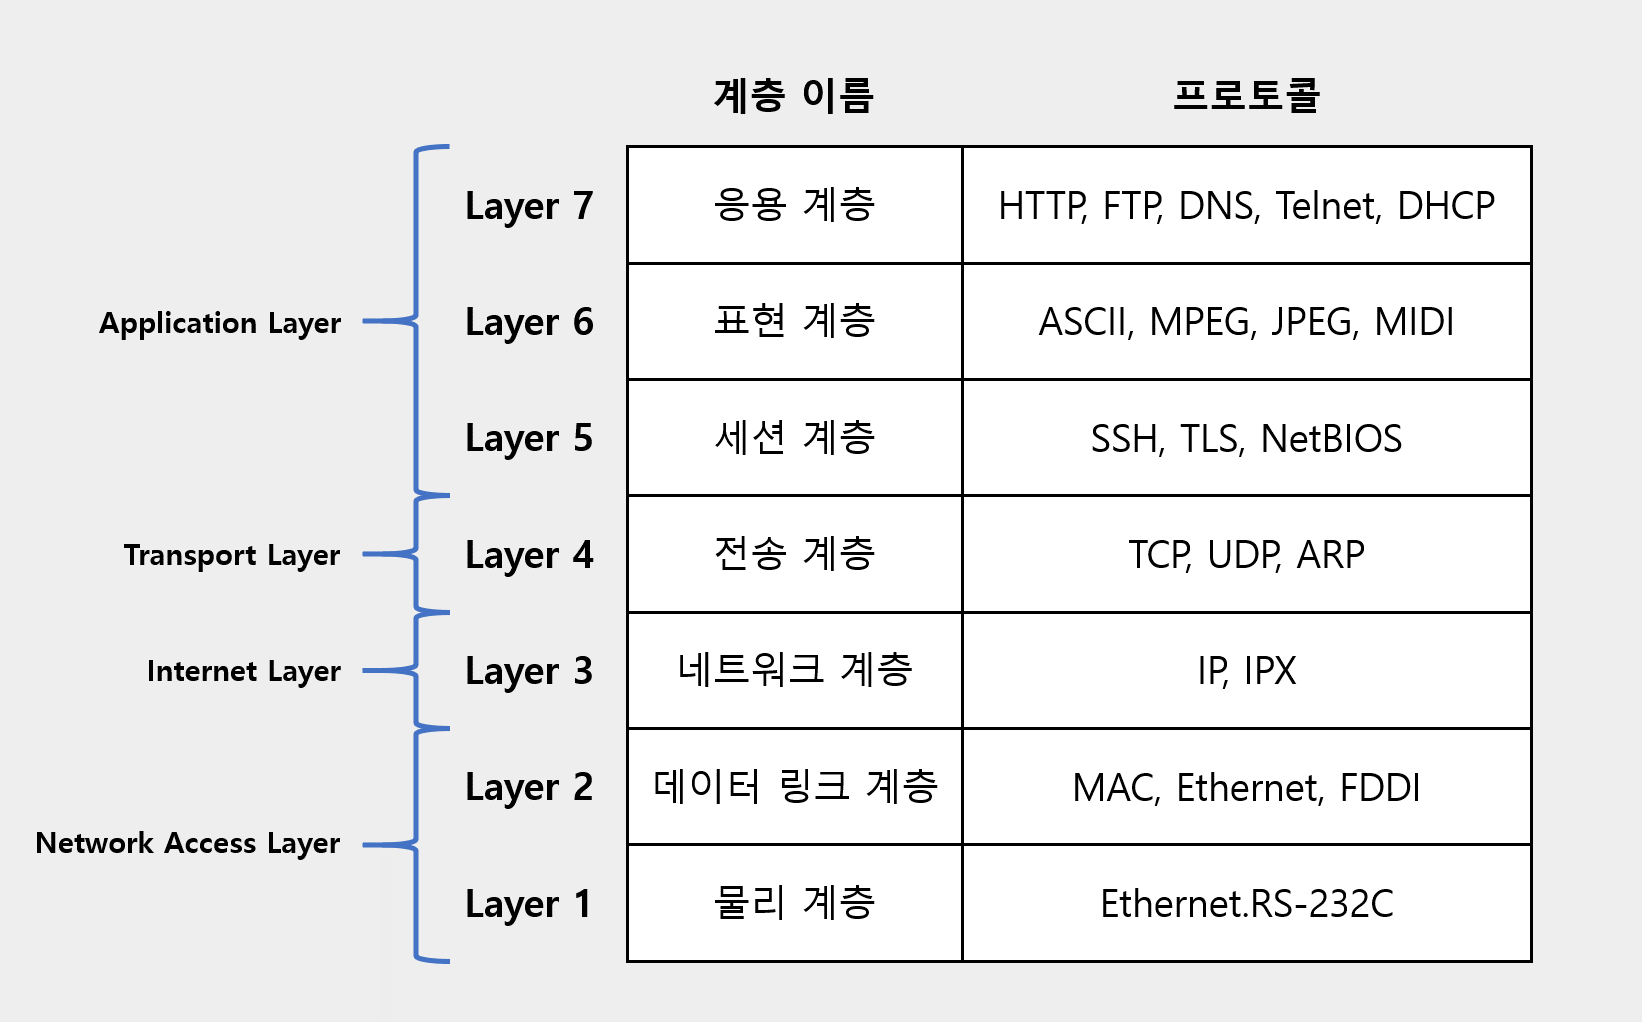 계층 이름 프로토콜
Layer 7 응용 계층 HTTP, FTP, DNS, Telnet, DHCP
Application Layer Layer 6 표현 계층 ASCII, MPEG, JPEG, MIDI
Layer 5 세션 계층 SSH, TLS, NetBIOS
Transport Layer Layer 4 전송 계층 TCP, UDP, ARP
Internet Layer Layer 3 네트워크 계층 IP, IPX
Layer 2 데이터 링크 계층 MAC, Ethernet, FDDI
Network Access Layer
Layer 1 물리 계층 Ethernet.RS-232C